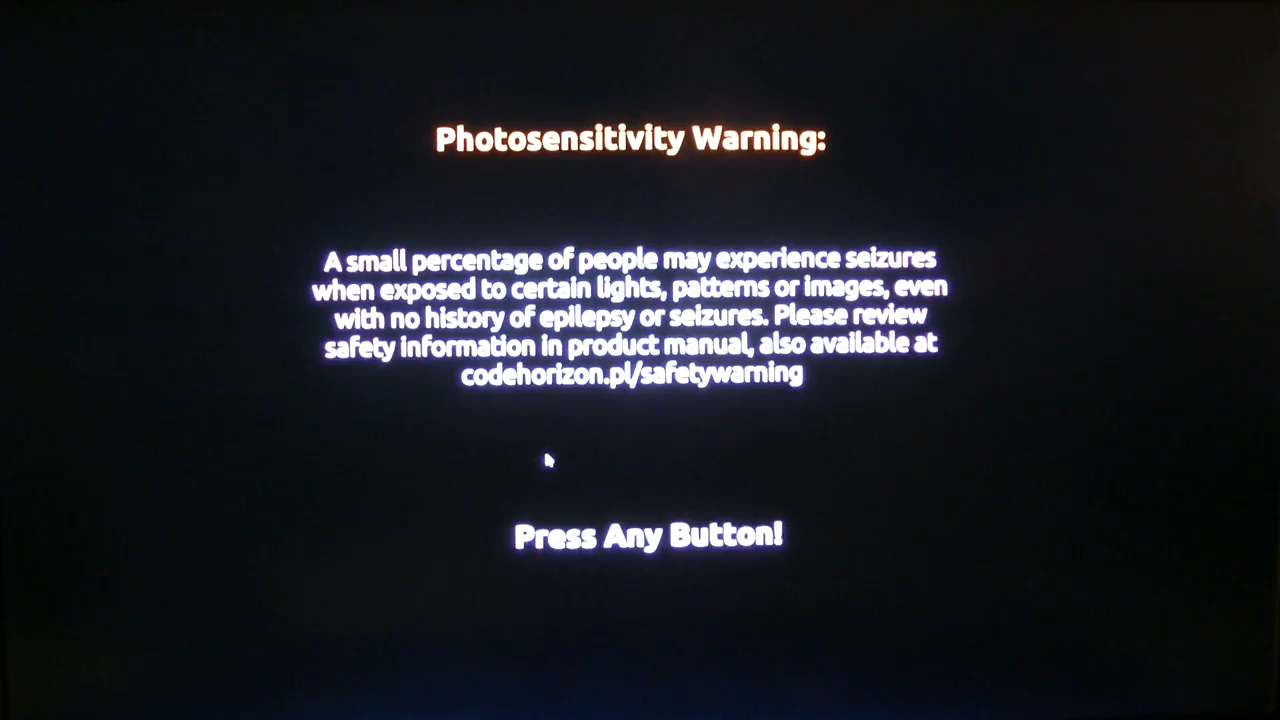 Photosensitivity Warning:
A small percentage of people may experience seizures
when exposed to certain lights, patterns or images, even
with no history of epilepsy or seizures. Please review
safety information in product manual, also available at
codehorizon.pl/safetywarning
Press Any Button!